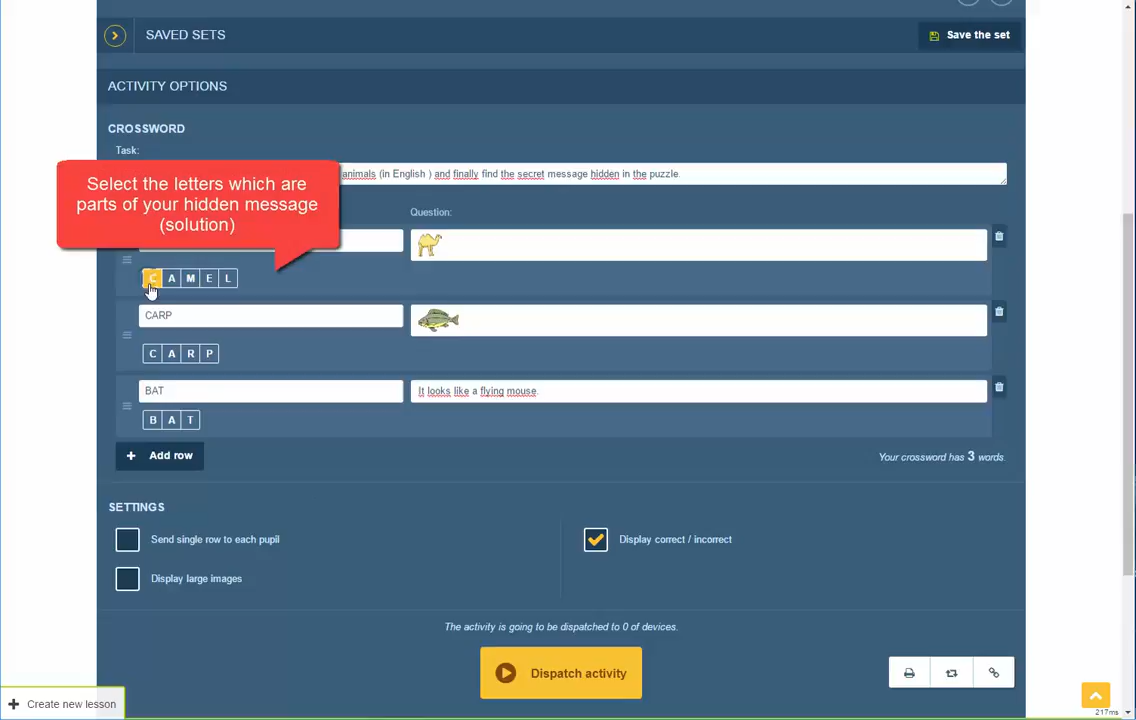 SAVED SETS
Save the set
ACTIVITY OPTIONS
CROSSWORD
Task:
animals (in English ) and finally find the secret message hidden in the puzzle.
Select the letters which are
parts of your hidden message
(solution)
Question:
C A M E L
CARP
C A R P
BAT
It looks like a flying mouse.
B A T
+ Add row
Your crossword has 3 words.
SETTINGS
Send single row to each pupil
Display correct / incorrect
Display large images
The activity is going to be dispatched to 0 of devices.
Dispatch activity
+ Create new lesson
217ms